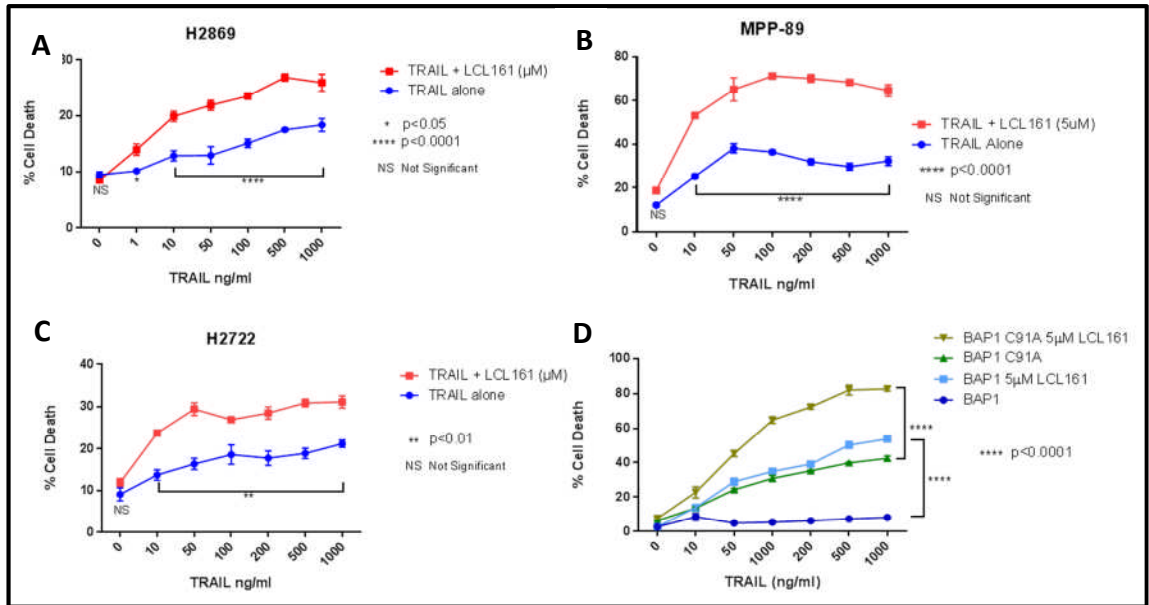 A
H2869
30
20
10
0
% Cell Death
0 1 10 50 100 500 1000
TRAIL ng/ml
TRAIL + LCL161 (µM)
TRAIL alone
* p<0.05
**** p<0.0001
NS Not Significant
NS
*
****
B
MPP-89
80
60
40
20
0
% Cell Death
0 10 50 100 200 500 1000
TRAIL ng/ml
TRAIL + LCL161 (5uM)
TRAIL Alone
**** p<0.0001
NS Not Significant
NS
****
C
H2722
40
30
20
10
0
% Cell Death
0 10 50 100 200 500 1000
TRAIL ng/ml
TRAIL + LCL161 (µM)
TRAIL alone
** p<0.01
NS Not Significant
NS
**
D
100
80
60
40
20
0
% Cell Death
0 10 50 1000 200 500 1000
TRAIL (ng/ml)
BAP1 C91A 5µM LCL161
BAP1 C91A
BAP1 5µM LCL161
BAP1
****
****
**** p<0.0001